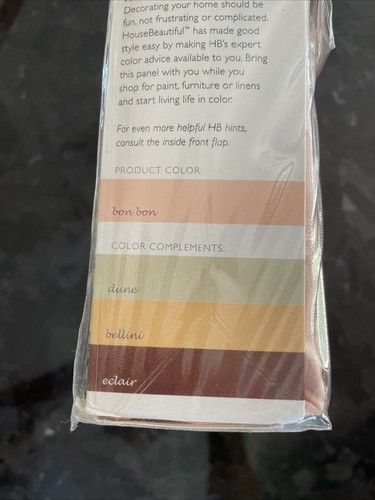 Decorating your home should be
fun, not frustrating or complicated.
HouseBeautiful™ has made good
style easy by making HB's expert
color advice available to you. Bring
this panel with you while you
shop for paint, furniture or linens
and start living life in color.
For even more helpful HB hints,
consult the inside front flap.
PRODUCT COLOR:
bon bon
COLOR COMPLEMENTS:
dune
bellini
eclair